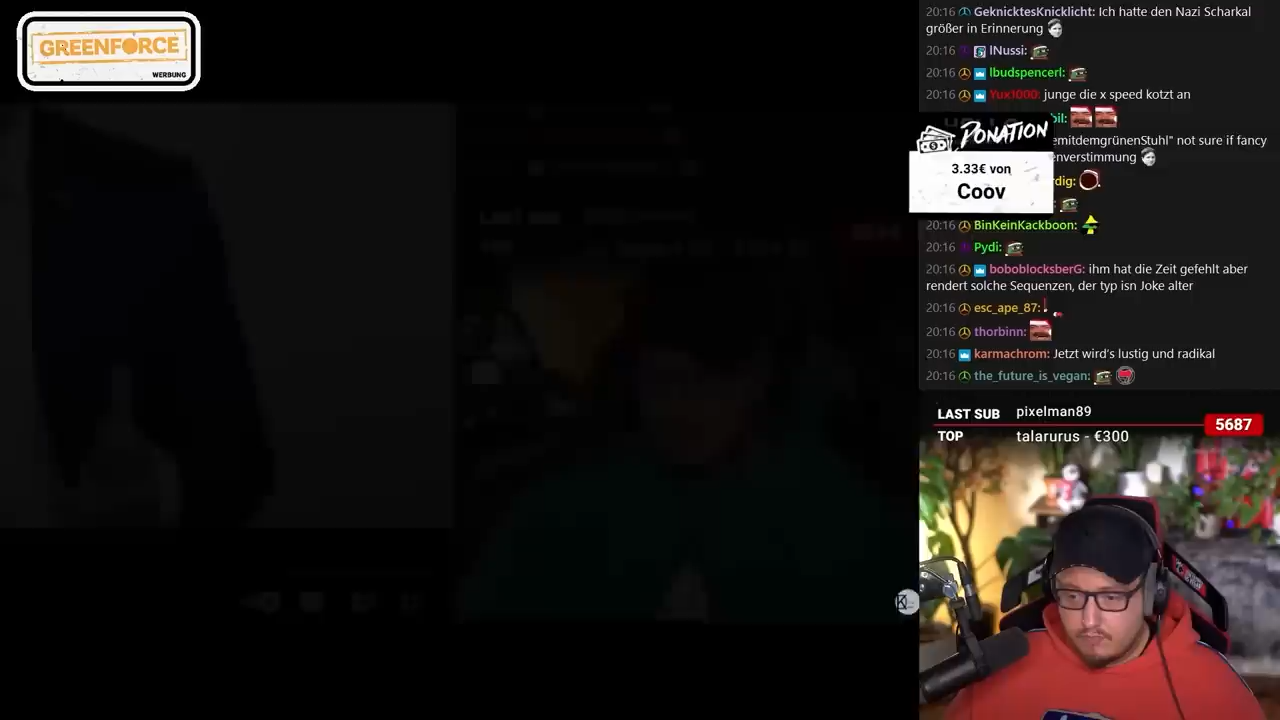 GREENFORCE
WERBUNG
20:16 GeknicktesKnicklicht: Ich hatte den Nazi Scharkal
größer in Erinnerung
20:16 lNussi:
20:16 lbudspencerl:
20:16 Yux1000: junge die x speed kotzt an
bil:
emitdemgrünenStuhl" not sure if fancy
enverstimmung
rdig:
DONATION
3.33€ von
Coov
20:16 BinKeinKackboon:
20:16 Pydi:
20:16 boboblocksberG: ihm hat die Zeit gefehlt aber
rendert solche Sequenzen, der typ isn Joke alter
20:16 esc_ape_87:
20:16 thorbinn:
20:16 karmachrom: Jetzt wird's lustig und radikal
20:16 the_future_is_vegan:
LAST SUB pixelman89
5687
TOP talarurus - €300